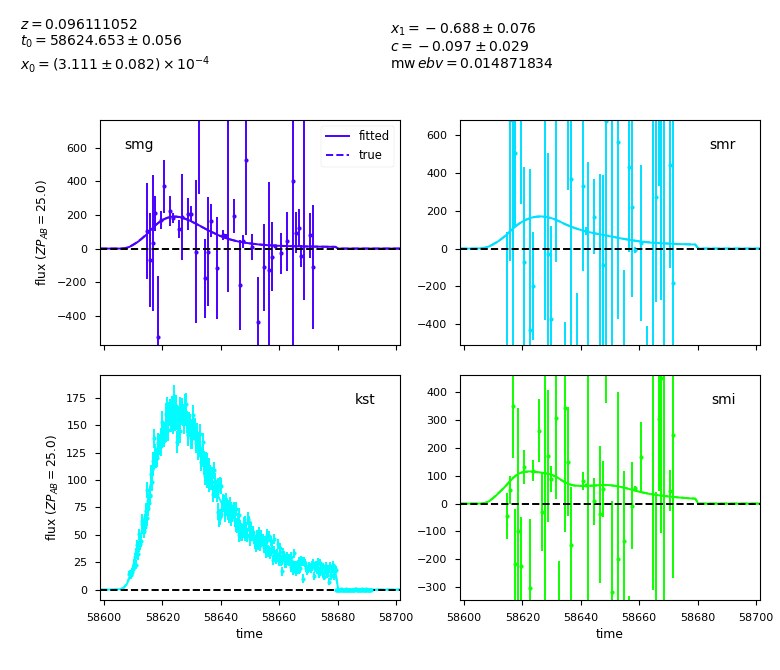 z = 0.096111052
t₀ = 58624.653 ± 0.056
x₀ = (3.111 ± 0.082) × 10⁻⁴
x₁ = −0.688 ± 0.076
c = −0.097 ± 0.029
mw ebv = 0.014871834
smg
fitted
true
600
400
200
0
−200
−400
flux (ZP_AB = 25.0)
smr
600
400
200
0
−200
−400
kst
175
150
125
100
75
50
25
0
flux (ZP_AB = 25.0)
58600 58620 58640 58660 58680 58700
time
smi
400
300
200
100
0
−100
−200
−300
58600 58620 58640 58660 58680 58700
time